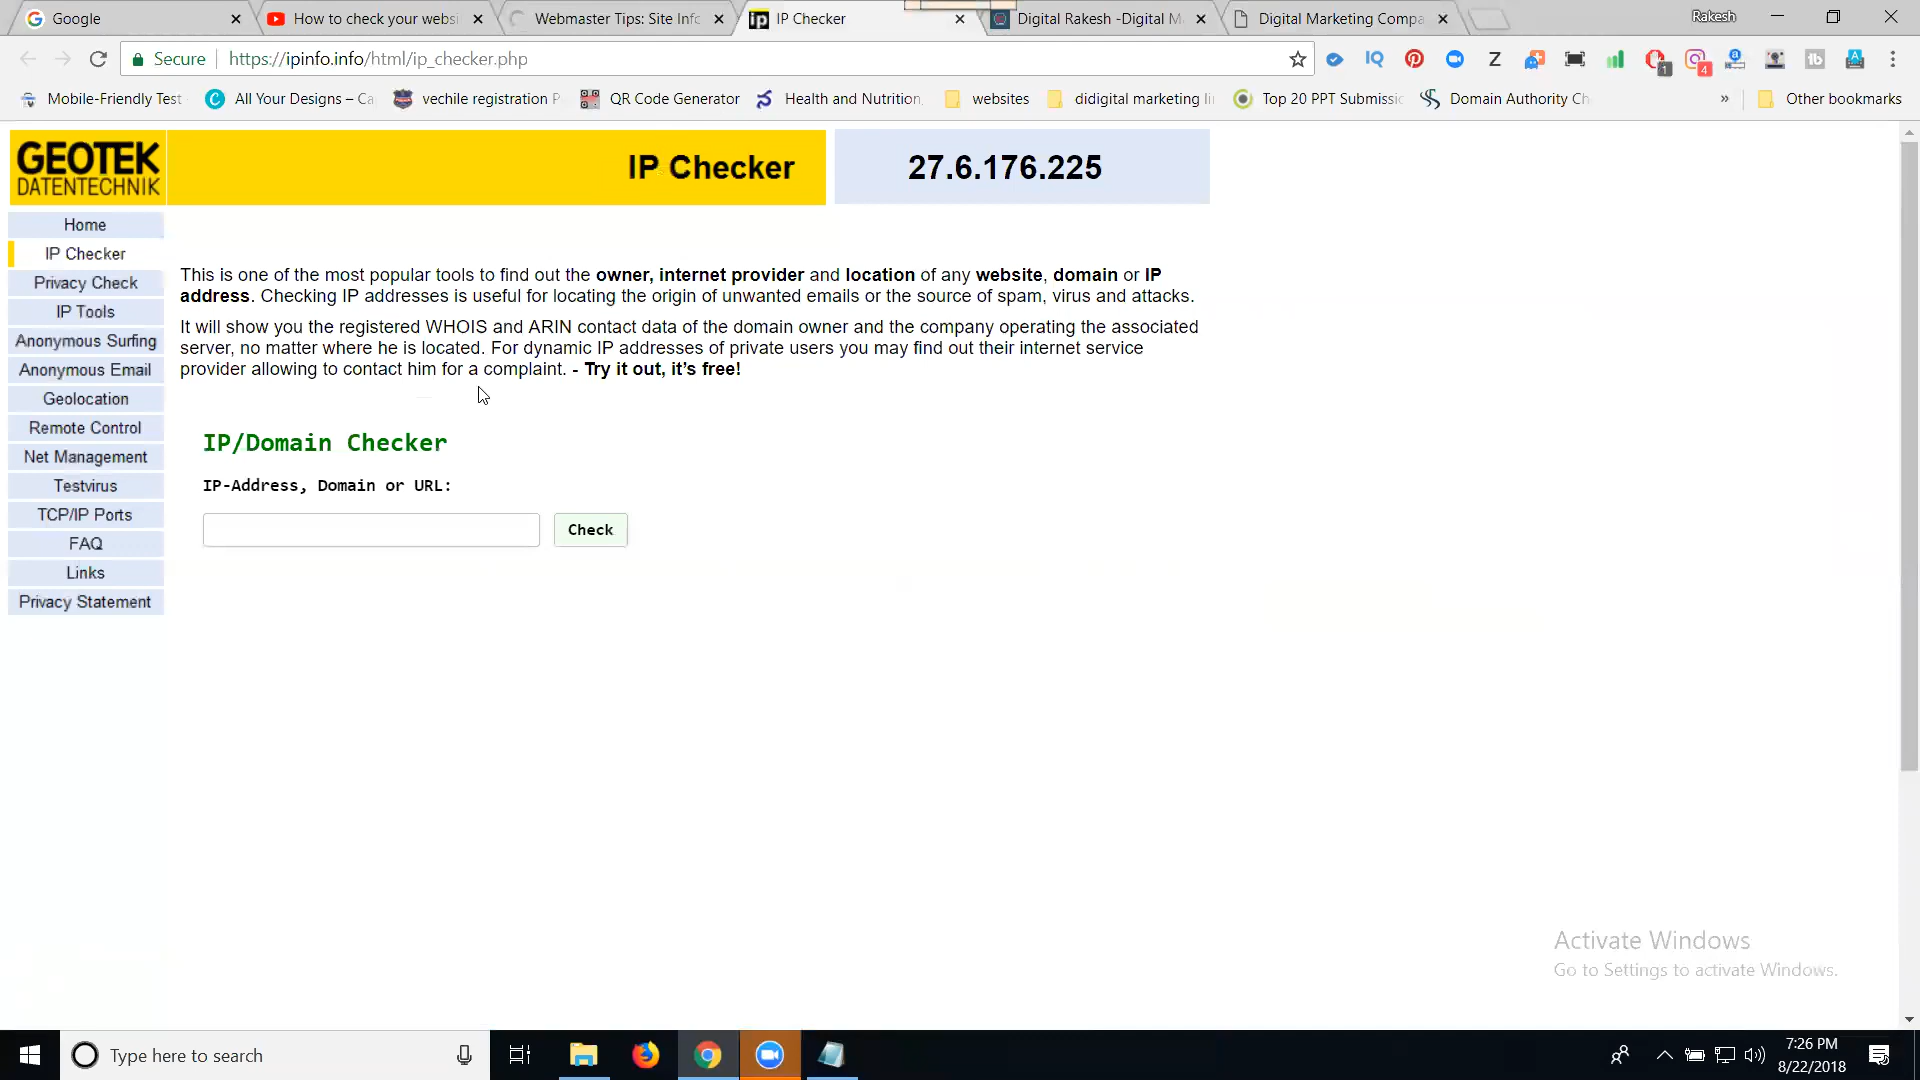 Google
How to check your websi
Webmaster Tips: Site Info
IP Checker
Digital Rakesh -Digital M
Digital Marketing Compa
Rakesh
Secure
https://ipinfo.info/html/ip_checker.php
Mobile-Friendly Test
All Your Designs – Ca
vechile registration P
QR Code Generator
Health and Nutrition
websites
didigital marketing li
Top 20 PPT Submissic
Domain Authority Ch
»
Other bookmarks
GEOTEK
DATENTECHNIK
IP Checker
27.6.176.225
Home
IP Checker
Privacy Check
IP Tools
Anonymous Surfing
Anonymous Email
Geolocation
Remote Control
Net Management
Testvirus
TCP/IP Ports
FAQ
Links
Privacy Statement
This is one of the most popular tools to find out the owner, internet provider and location of any website, domain or IP
address. Checking IP addresses is useful for locating the origin of unwanted emails or the source of spam, virus and attacks.
It will show you the registered WHOIS and ARIN contact data of the domain owner and the company operating the associated
server, no matter where he is located. For dynamic IP addresses of private users you may find out their internet service
provider allowing to contact him for a complaint. - Try it out, it's free!
IP/Domain Checker
IP-Address, Domain or URL:
Check
Activate Windows
Go to Settings to activate Windows.
Type here to search
7:26 PM
8/22/2018